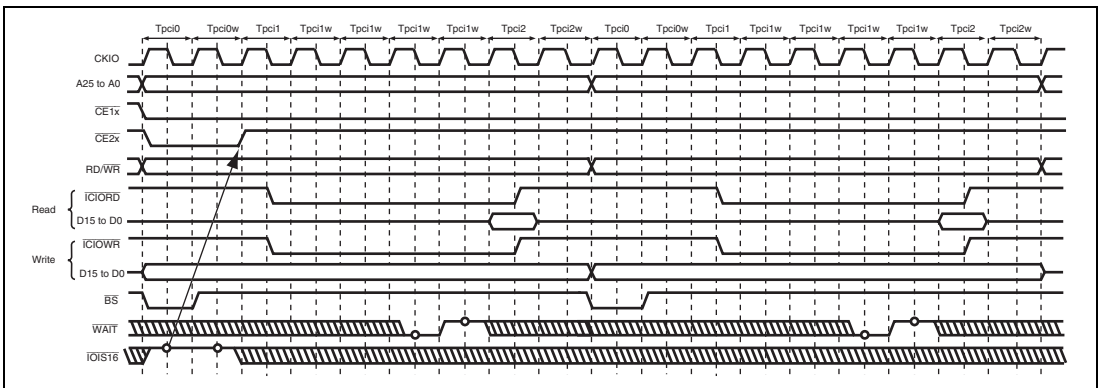 Tpci0 Tpci0w Tpci1 Tpci1w Tpci1w Tpci1w Tpci1w Tpci2 Tpci2w Tpci0 Tpci0w Tpci1 Tpci1w Tpci1w Tpci1w Tpci1w Tpci2 Tpci2w
CKIO
A25 to A0
CE1x
CE2x
RD/WR
ICIORD
Read
D15 to D0
ICIOWR
Write
D15 to D0
BS
WAIT
IOIS16